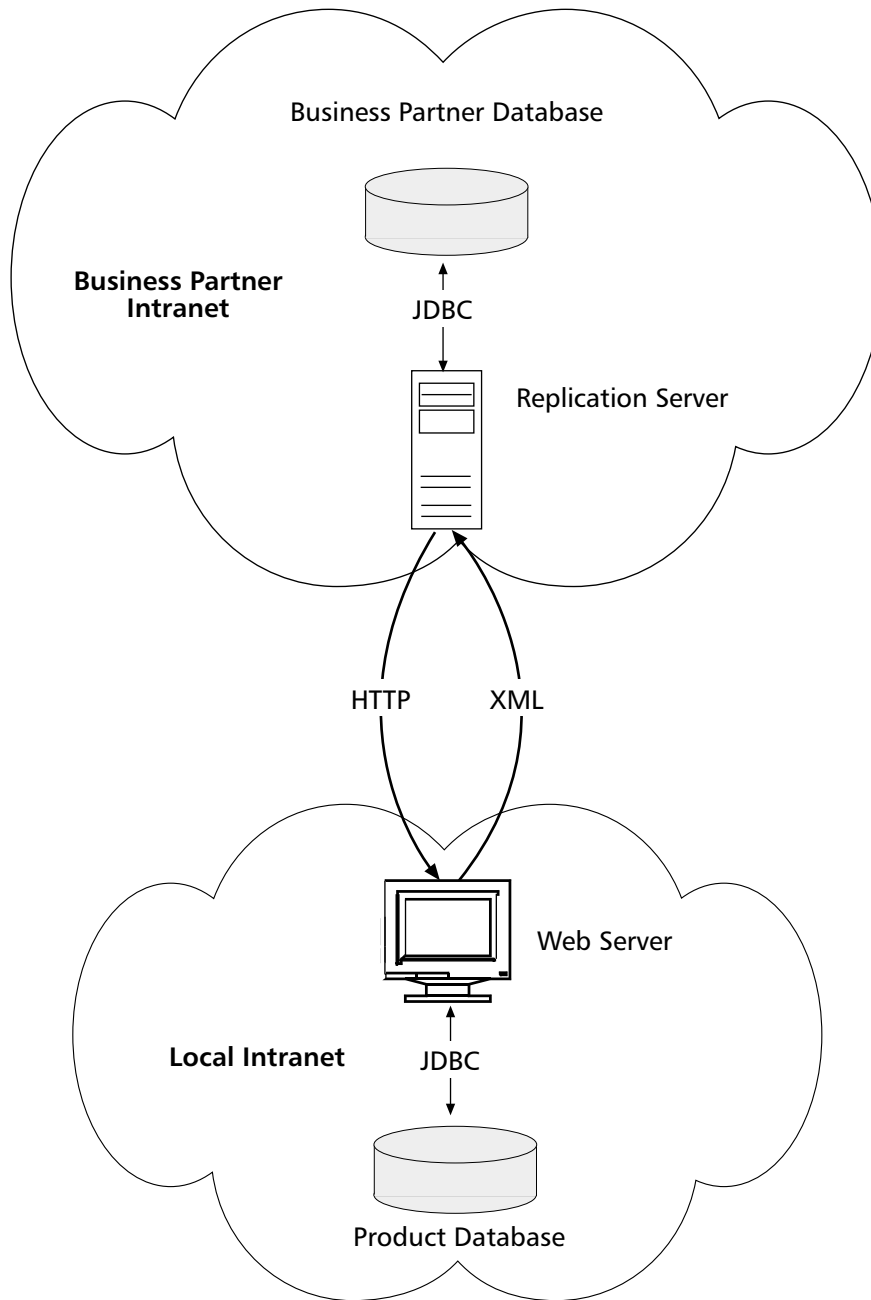 Business Partner Database
Business Partner
Intranet
JDBC
Replication Server
HTTP
XML
Web Server
Local Intranet
JDBC
Product Database